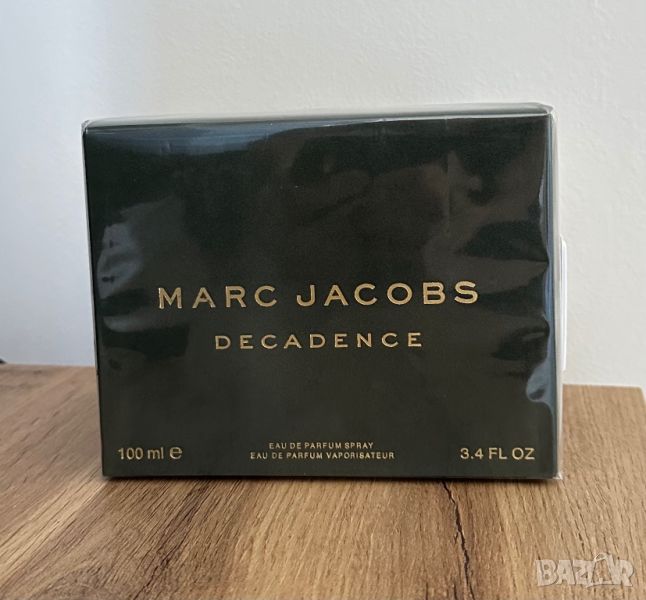 MARC JACOBS
DECADENCE
100 ml e
EAU DE PARFUM SPRAY
EAU DE PARFUM VAPORISATEUR
3.4 FL OZ
BAZAR